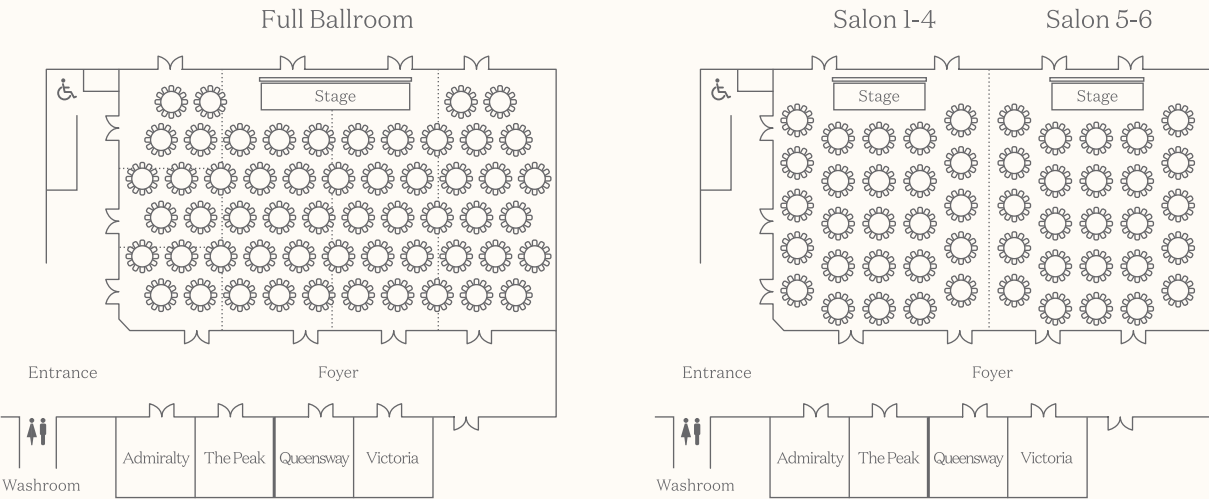 Full Ballroom
Stage
Entrance
Foyer
Admiralty
The Peak
Queensway
Victoria
Washroom
Salon 1-4
Salon 5-6
Stage
Stage
Entrance
Foyer
Admiralty
The Peak
Queensway
Victoria
Washroom